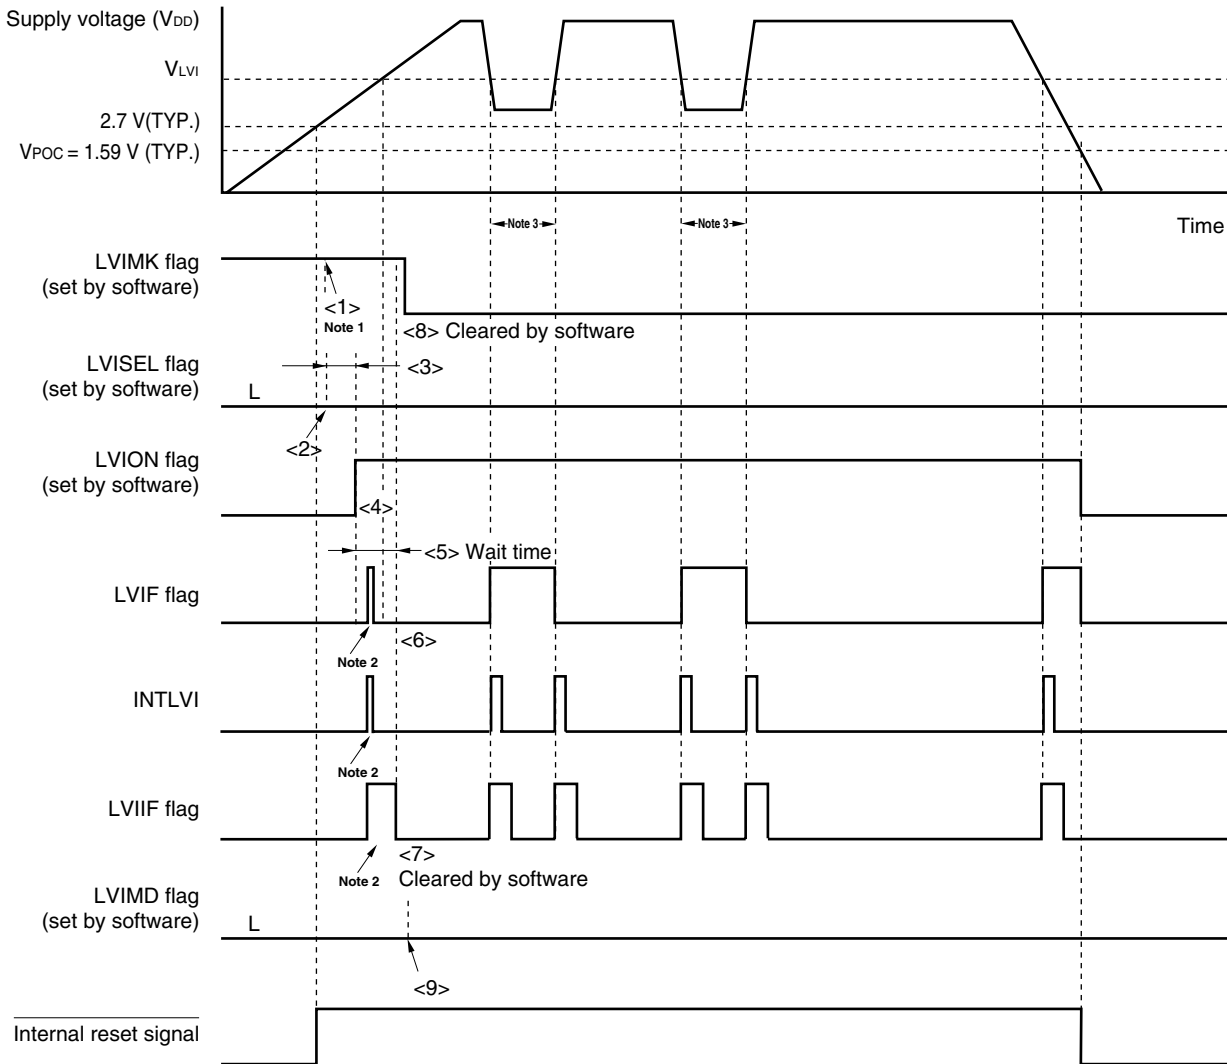 Supply voltage (VDD)
VLVI
2.7 V(TYP.)
VPOC = 1.59 V (TYP.)
Note 3
Note 3
Time
LVIMK flag
(set by software)
<1>
Note 1
<8> Cleared by software
LVISEL flag
(set by software)
L
<3>
<2>
LVION flag
(set by software)
<4>
<5> Wait time
LVIF flag
<6>
Note 2
INTLVI
Note 2
LVIIF flag
Note 2
<7>
Cleared by software
LVIMD flag
(set by software)
L
<9>
Internal reset signal